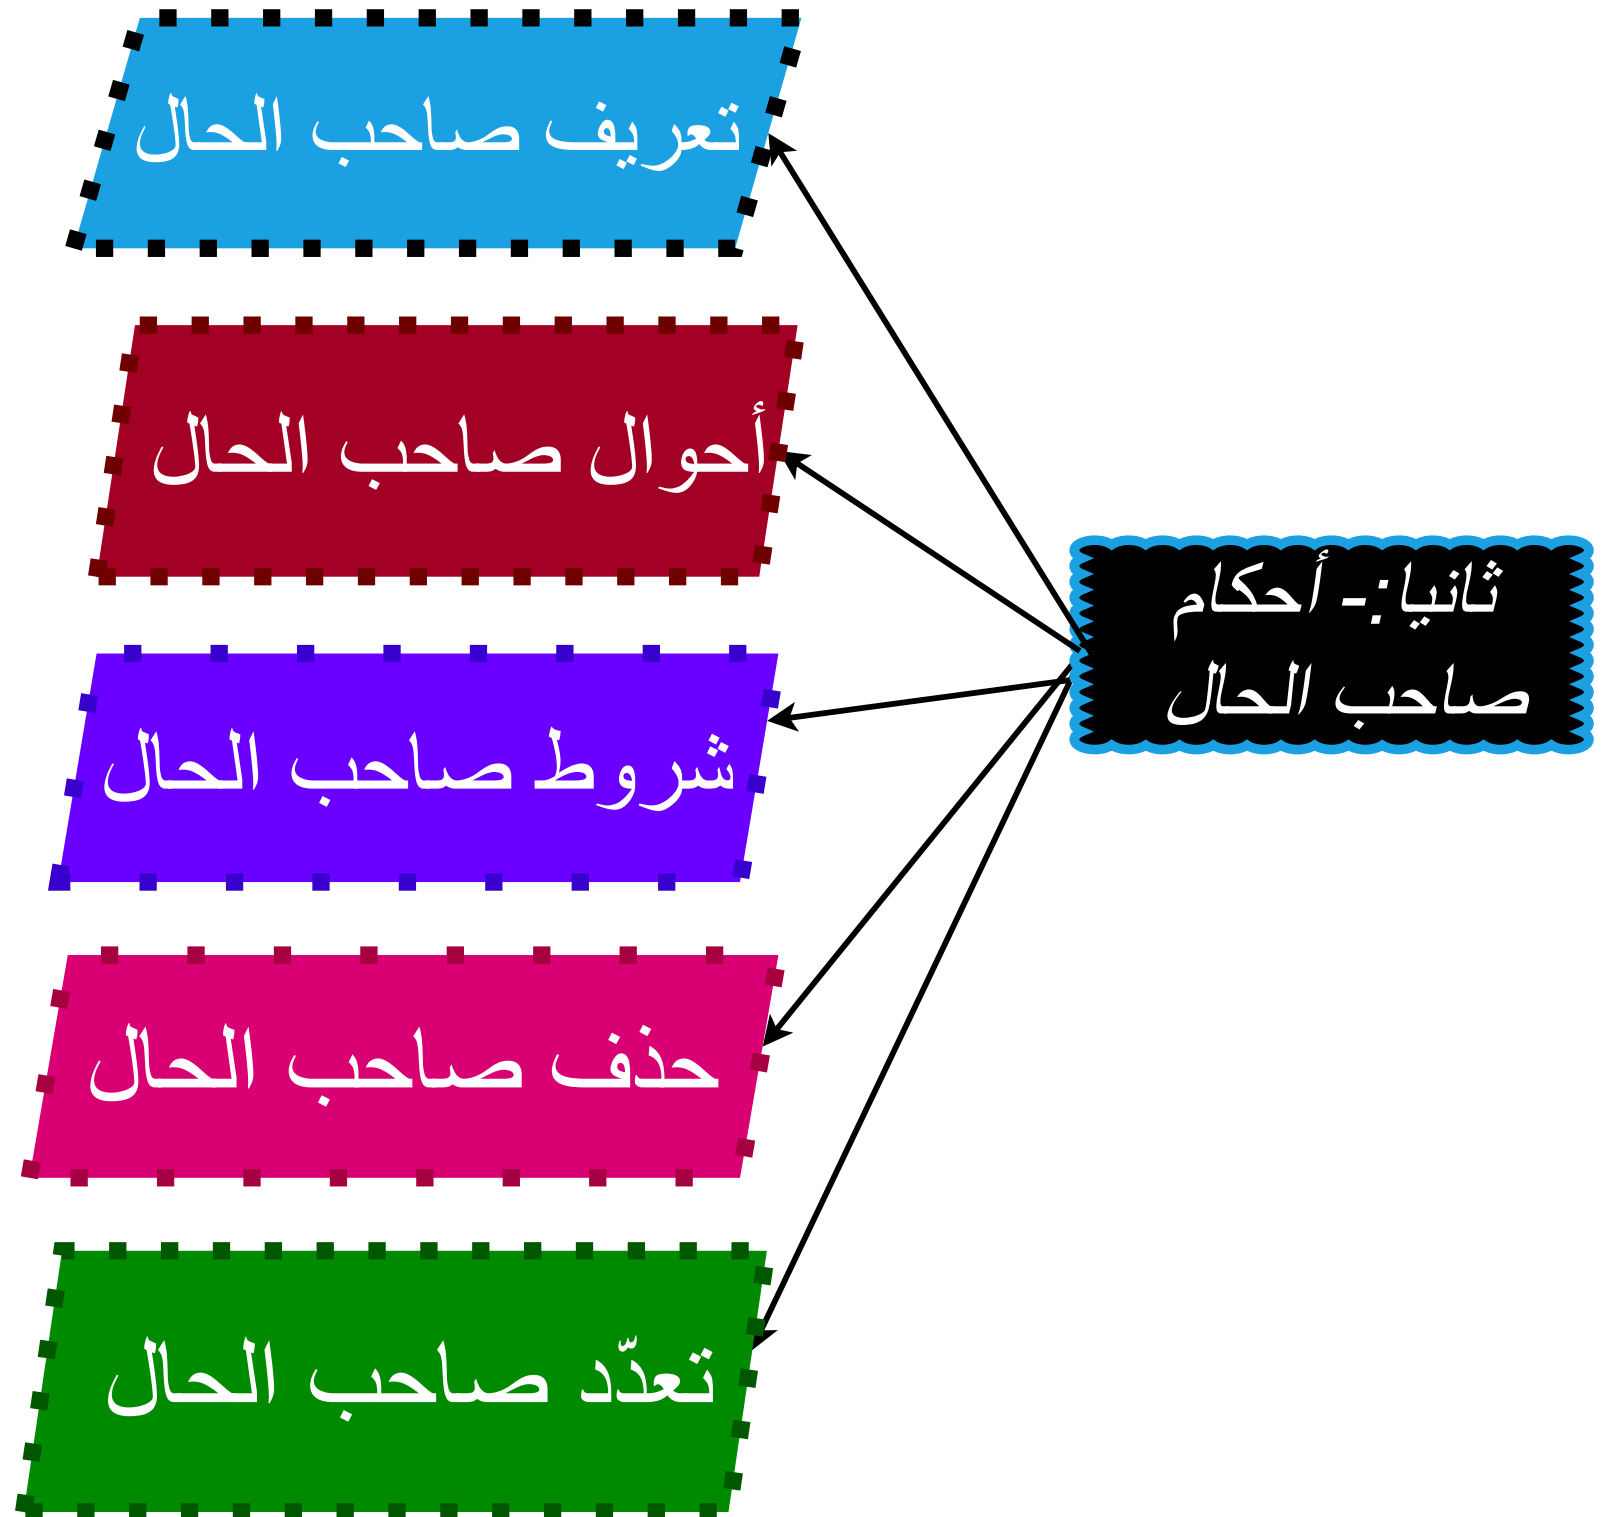 ثانيا:- أحكام
صاحب الحال
تعريف صاحب الحال
أحوال صاحب الحال
شروط صاحب الحال
حذف صاحب الحال
تعدّد صاحب الحال